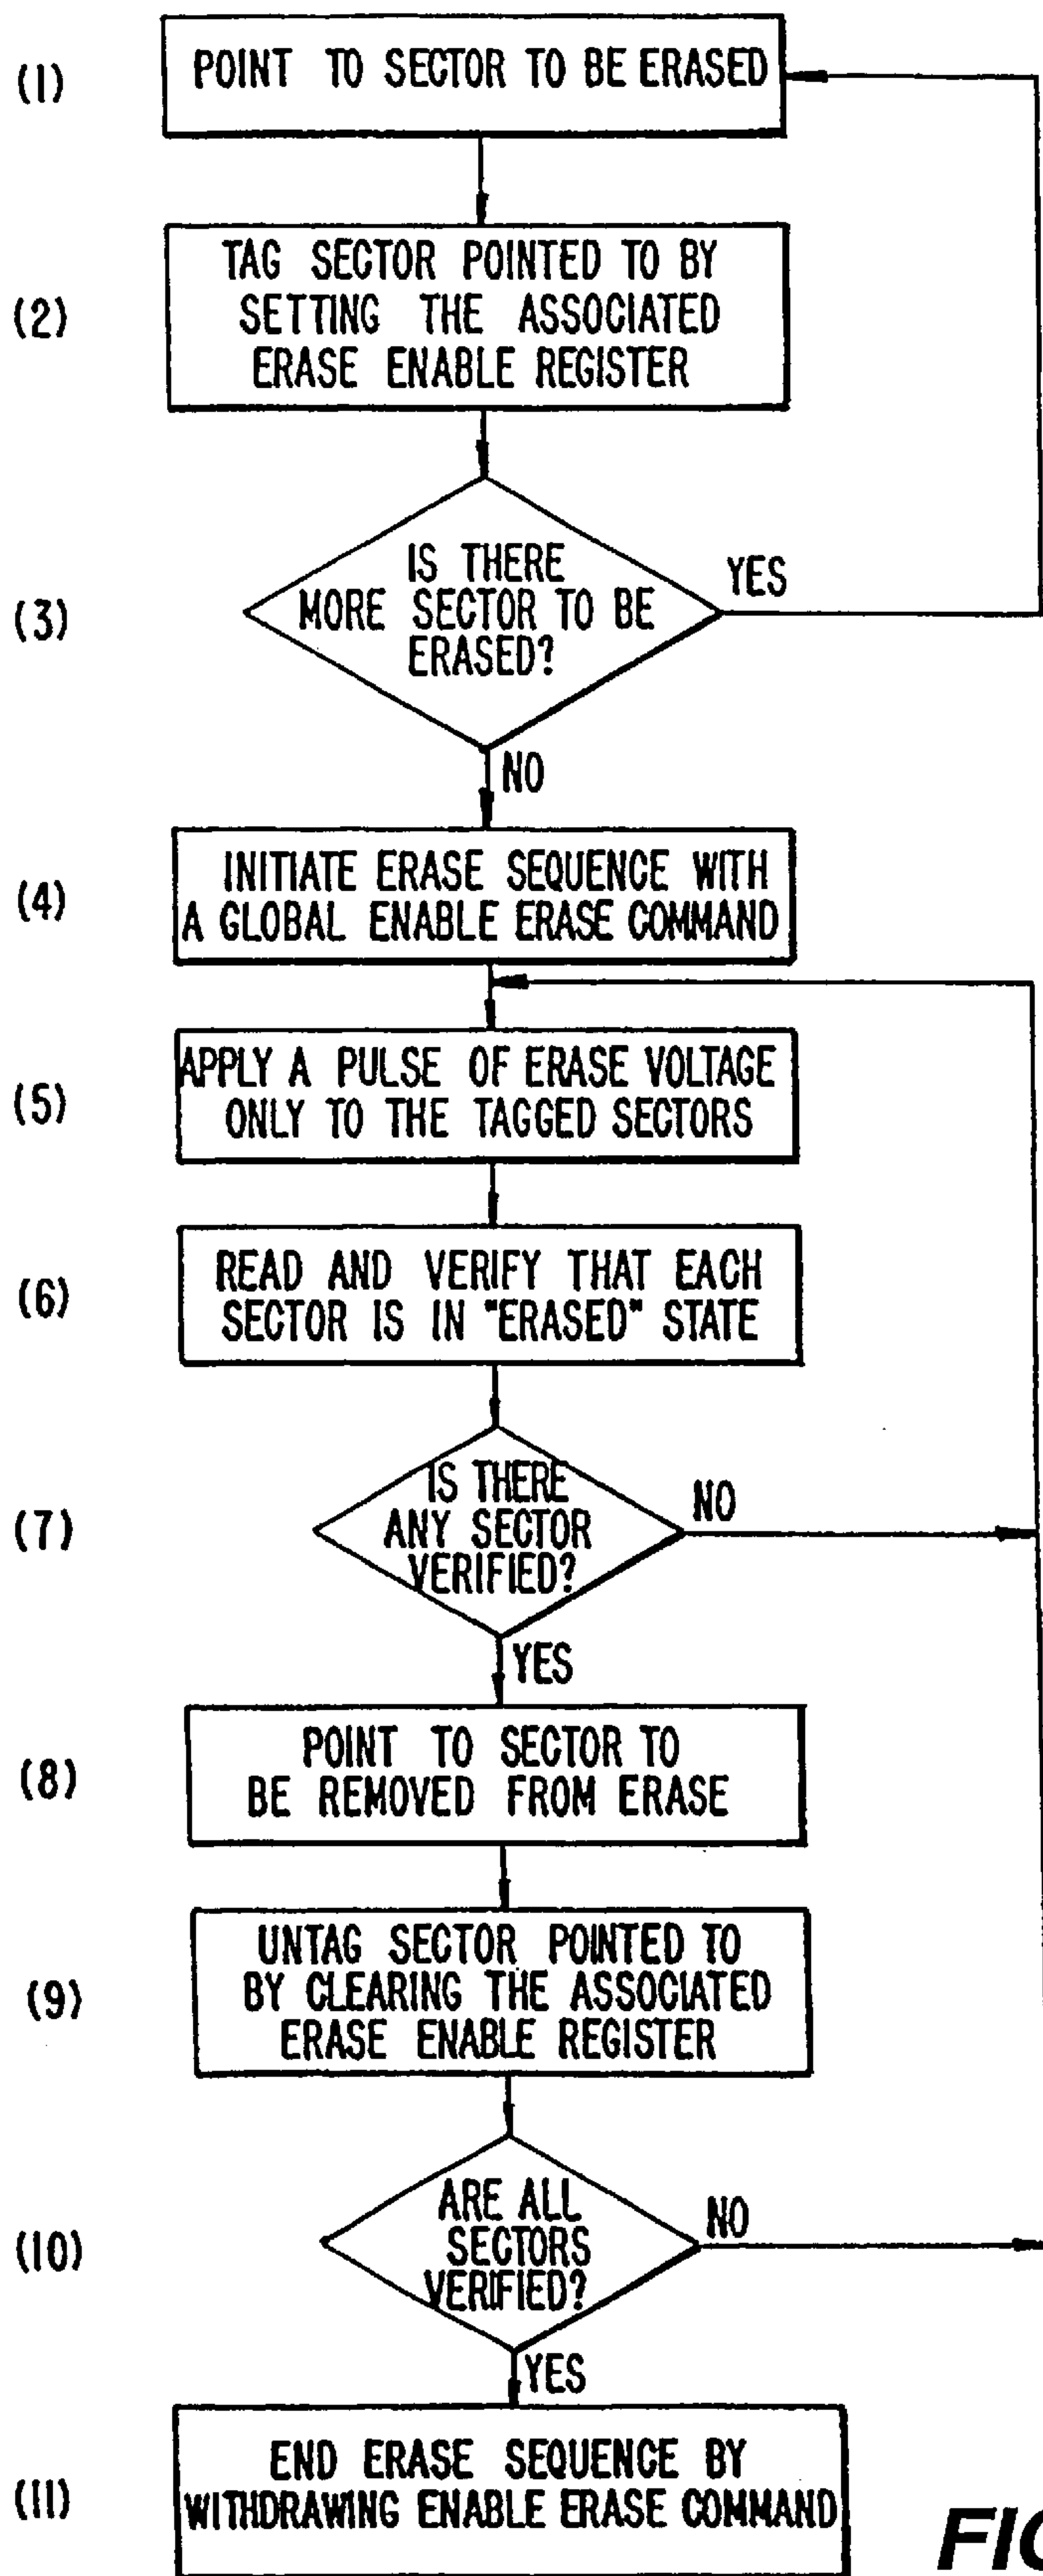 (1)
POINT TO SECTOR TO BE ERASED
(2)
TAG SECTOR POINTED TO BY
SETTING THE ASSOCIATED
ERASE ENABLE REGISTER
(3)
IS THERE
MORE SECTOR TO BE
ERASED?
YES
NO
(4)
INITIATE ERASE SEQUENCE WITH
A GLOBAL ENABLE ERASE COMMAND
(5)
APPLY A PULSE OF ERASE VOLTAGE
ONLY TO THE TAGGED SECTORS
(6)
READ AND VERIFY THAT EACH
SECTOR IS IN "ERASED" STATE
(7)
IS THERE
ANY SECTOR
VERIFIED?
NO
YES
(8)
POINT TO SECTOR TO
BE REMOVED FROM ERASE
(9)
UNTAG SECTOR POINTED TO
BY CLEARING THE ASSOCIATED
ERASE ENABLE REGISTER
(10)
ARE ALL
SECTORS
VERIFIED?
NO
YES
(11)
END ERASE SEQUENCE BY
WITHDRAWING ENABLE ERASE COMMAND